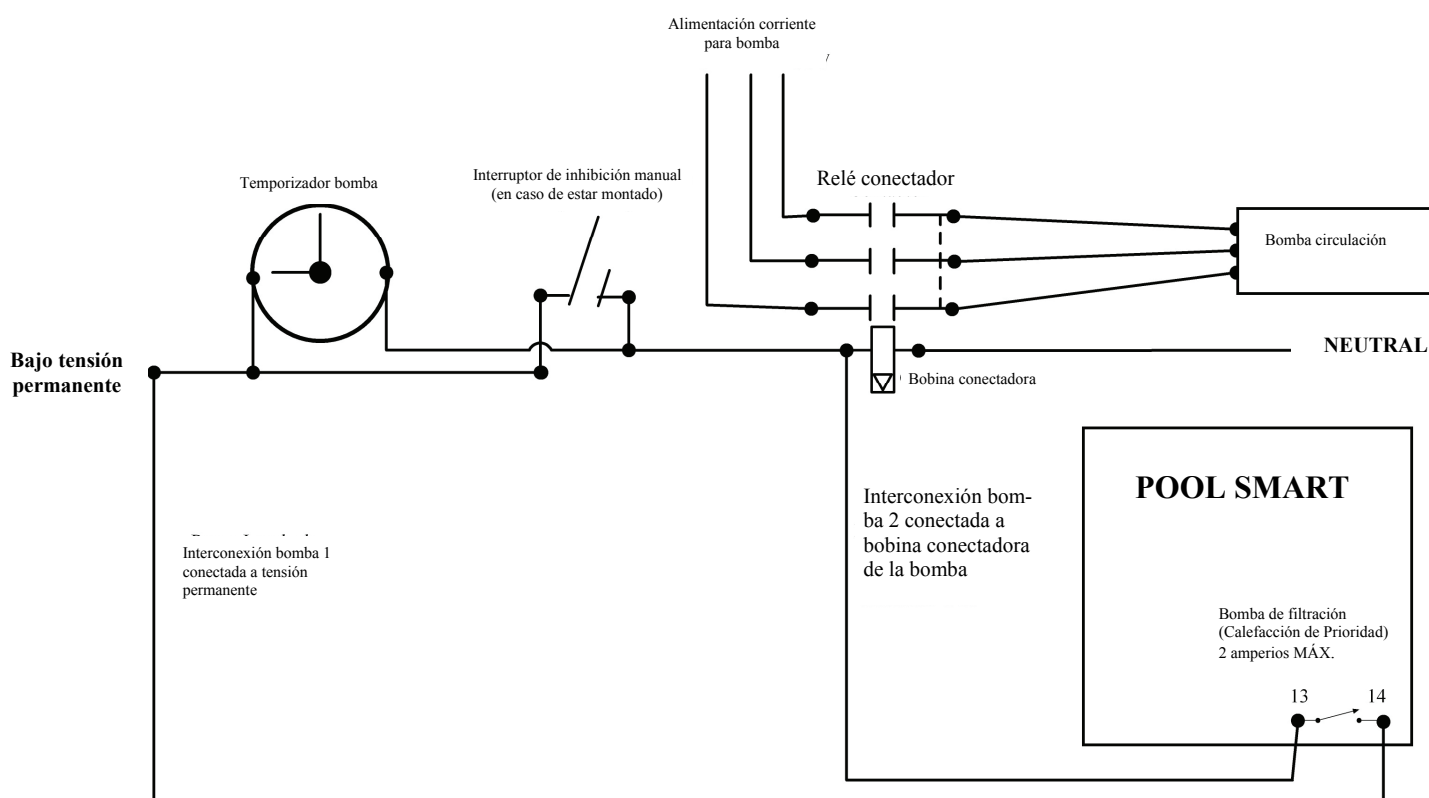 Alimentación corriente
para bomba
Temporizador bomba
Interruptor de inhibición manual
(en caso de estar montado)
Relé conectador
Bomba circulación
Bajo tensión
permanente
NEUTRAL
Bobina conectadora
POOL SMART
Interconexión bom-
ba 2 conectada a
bobina conectadora
de la bomba
Interconexión bomba 1
conectada a tensión
permanente
Bomba de filtración
(Calefacción de Prioridad)
2 amperios MÁX.
13 14